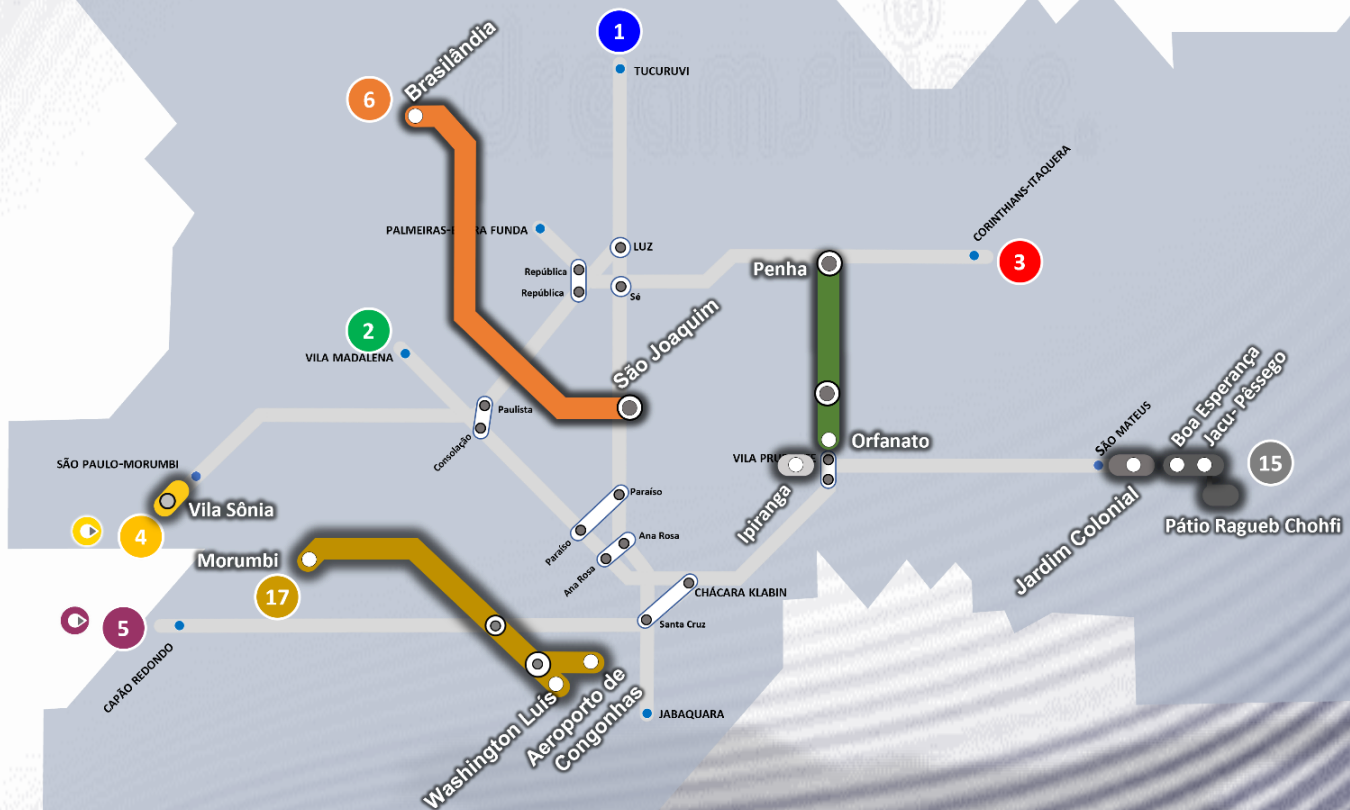 1
TUCURUVI
Brasilândia
6
dreamstime
CORINTHIANS-ITAQUERA
PALMEIRAS- FUNDA
LUZ
República
República
Sé
Penha
3
2
VILA MADALENA
São Joaquim
Paulista
Consolação
Orfanato
VILA
Ipiranga
SÃO MATEUS
Boa Esperança
Jacu- Pêssego
15
Jardim Colonial
Pátio Ragueb Chohfi
SÃO PAULO-MORUMBI
Vila Sônia
4
Paraíso
Paraíso
Ana Rosa
Ana Rosa
Morumbi
17
CHÁCARA KLABIN
Santa Cruz
5
CAPÃO REDONDO
Washington Luís
Aeroporto de
Congonhas
JABAQUARA